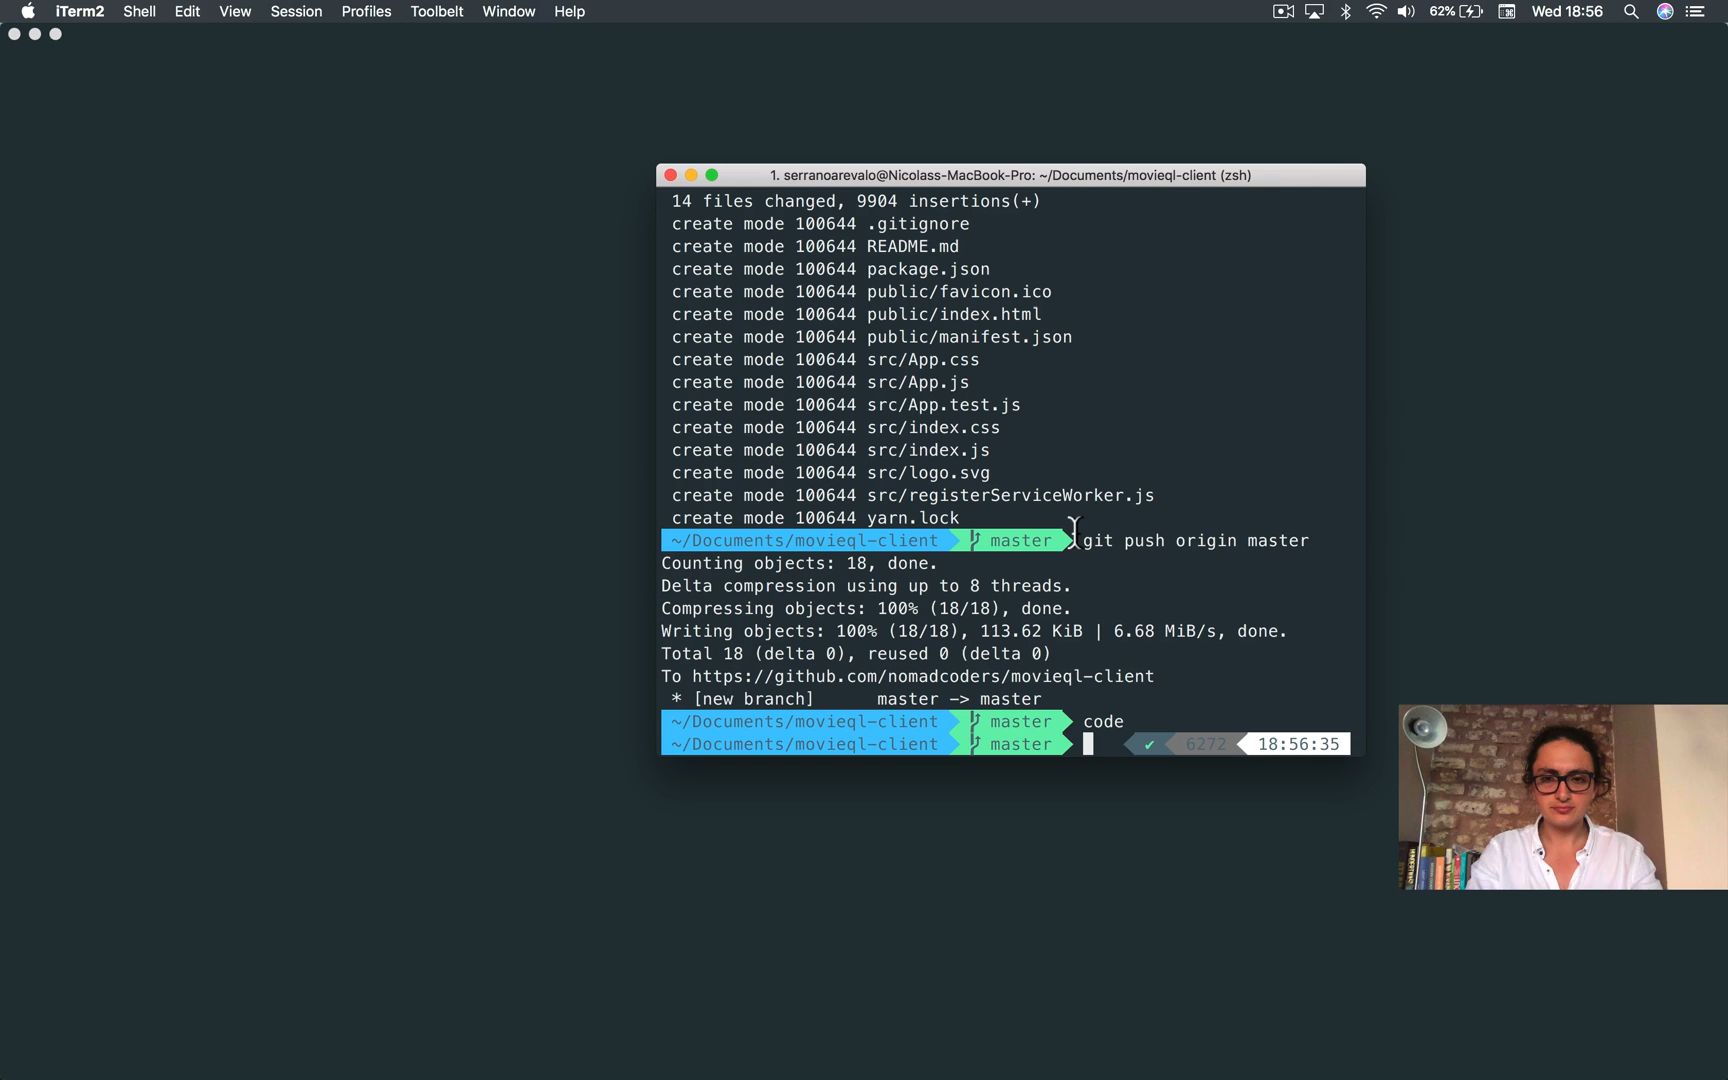 iTerm2 Shell Edit View Session Profiles Toolbelt Window Help 62% Wed 18:56
1. serranoarevalo@Nicolass-MacBook-Pro: ~/Documents/movieql-client (zsh)
14 files changed, 9904 insertions(+)
create mode 100644 .gitignore
create mode 100644 README.md
create mode 100644 package.json
create mode 100644 public/favicon.ico
create mode 100644 public/index.html
create mode 100644 public/manifest.json
create mode 100644 src/App.css
create mode 100644 src/App.js
create mode 100644 src/App.test.js
create mode 100644 src/index.css
create mode 100644 src/index.js
create mode 100644 src/logo.svg
create mode 100644 src/registerServiceWorker.js
create mode 100644 yarn.lock
~/Documents/movieql-client master git push origin master
Counting objects: 18, done.
Delta compression using up to 8 threads.
Compressing objects: 100% (18/18), done.
Writing objects: 100% (18/18), 113.62 KiB | 6.68 MiB/s, done.
Total 18 (delta 0), reused 0 (delta 0)
To https://github.com/nomadcoders/movieql-client
* [new branch] master -> master
~/Documents/movieql-client master code
~/Documents/movieql-client master ✔ 6272 18:56:35